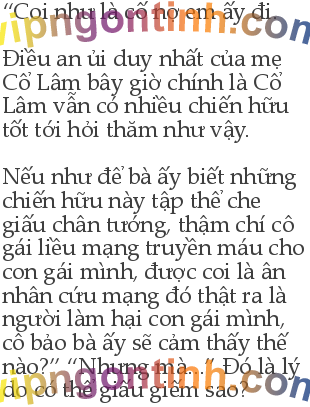 “Coi như là cố nợ em ấy đi.
vipngontinh.com
Điều an ủi duy nhất của mẹ
Cổ Lâm bây giờ chính là Cổ
Lâm vẫn có nhiều chiến hữu
tốt tới hỏi thăm như vậy.
Nếu như để bà ấy biết những
chiến hữu này tập thể che
giấu chân tướng, thậm chí cô
gái liều mạng truyền máu cho
con gái mình, được coi là ân
nhân cứu mạng đó thật ra là
người làm hại con gái mình,
cô bảo bà ấy sẽ cảm thấy thế
nào?” “Nhưng mà…” Đó là lý
do có thể giấu giếm sao?
vipngontinh.com